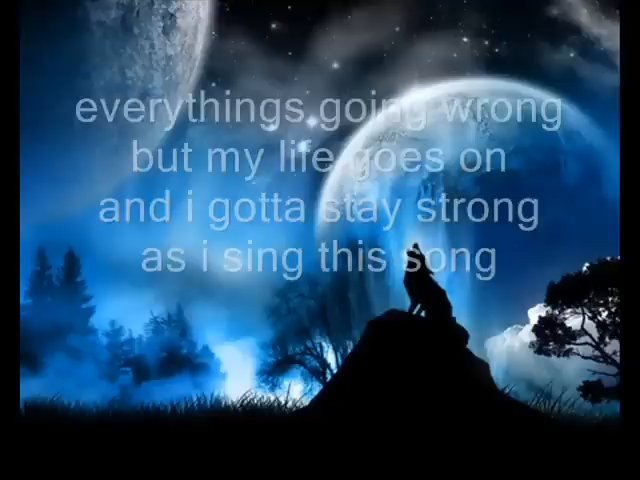 everythings going wrong
but my life goes on
and i gotta stay strong
as i sing this song